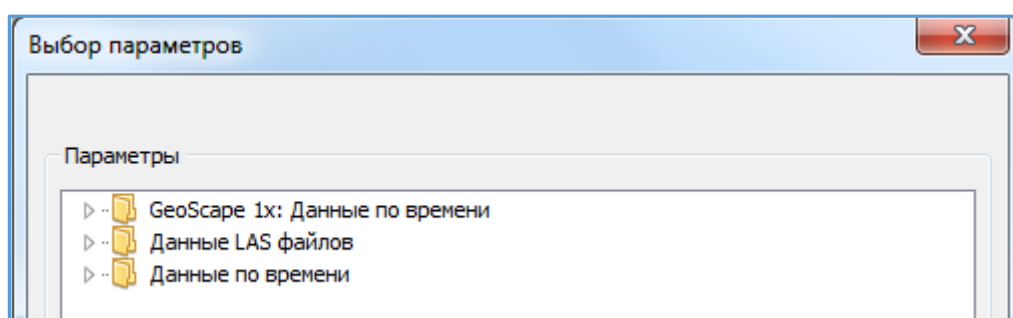 Выбор параметров
Параметры
GeoScape 1x: Данные по времени
Данные LAS файлов
Данные по времени